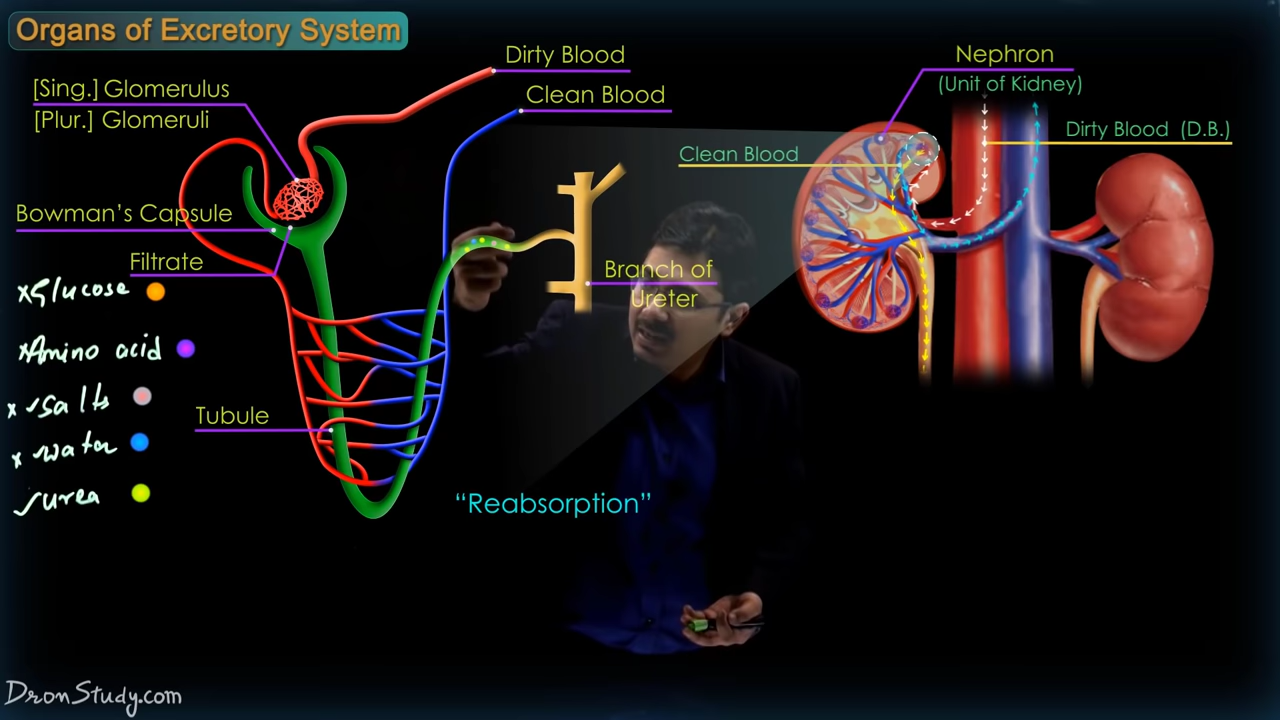 Organs of Excretory System
[Sing.] Glomerulus
[Plur.] Glomeruli
Bowman's Capsule
Filtrate
xGlucose
xAmino acid
x ✓salts
x ✓water
✓urea
Tubule
Dirty Blood
Clean Blood
Branch of
Ureter
"Reabsorption"
Nephron
(Unit of Kidney)
Clean Blood
Dirty Blood (D.B.)
DronStudy.com